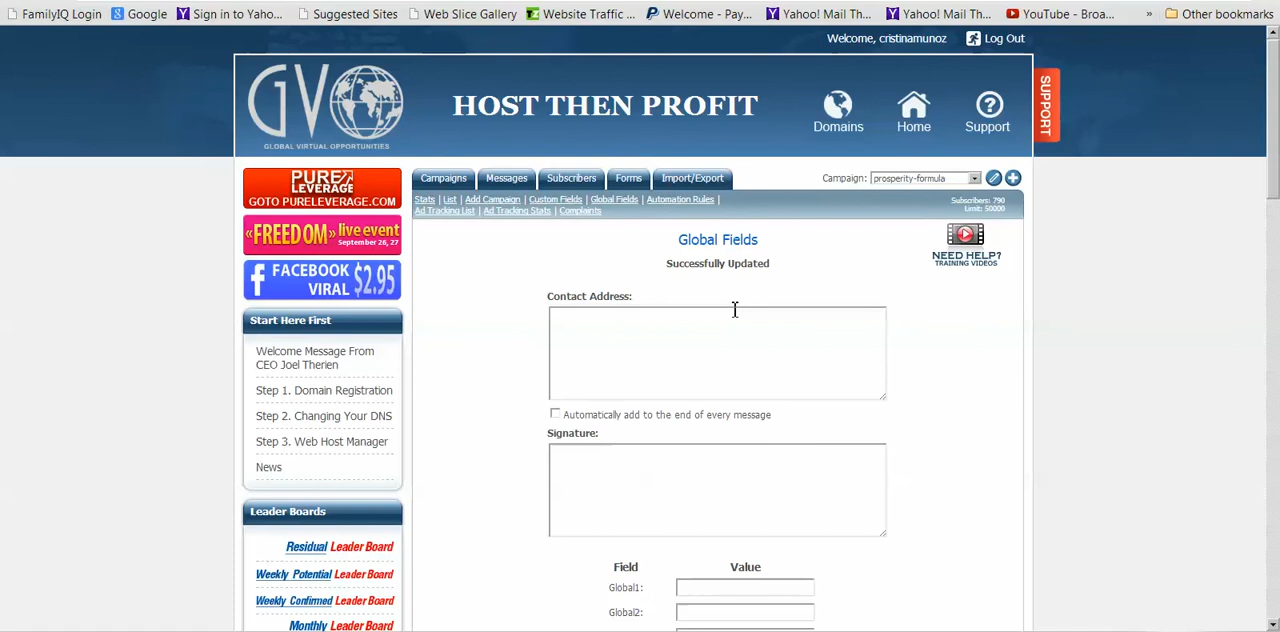 FamilyIQ Login Google Sign in to Yaho... Suggested Sites Web Slice Gallery Website Traffic ... Welcome - Pay... Yahoo! Mail Th... Yahoo! Mail Th... YouTube - Broa... » Other bookmarks
Welcome, cristinamunoz Log Out
GVO
GLOBAL VIRTUAL OPPORTUNITIES
HOST THEN PROFIT
Domains Home Support
SUPPORT
PURE
LEVERAGE
GOTO PURELEVERAGE.COM
«FREEDOM» live event
September 26, 27
FACEBOOK
VIRAL $2.95
Start Here First
Welcome Message From
CEO Joel Therien
Step 1. Domain Registration
Step 2. Changing Your DNS
Step 3. Web Host Manager
News
Leader Boards
Residual Leader Board
Weekly Potential Leader Board
Weekly Confirmed Leader Board
Monthly Leader Board
Campaigns Messages Subscribers Forms Import/Export
Campaign: prosperity-formula
Stats | List | Add Campaign | Custom Fields | Global Fields | Automation Rules |
Ad Tracking List | Ad Tracking Stats | Complaints
Subscribers: 790
Limit: 50000
Global Fields
Successfully Updated
NEED HELP?
TRAINING VIDEOS
Contact Address:
Automatically add to the end of every message
Signature:
Field Value
Global1:
Global2: